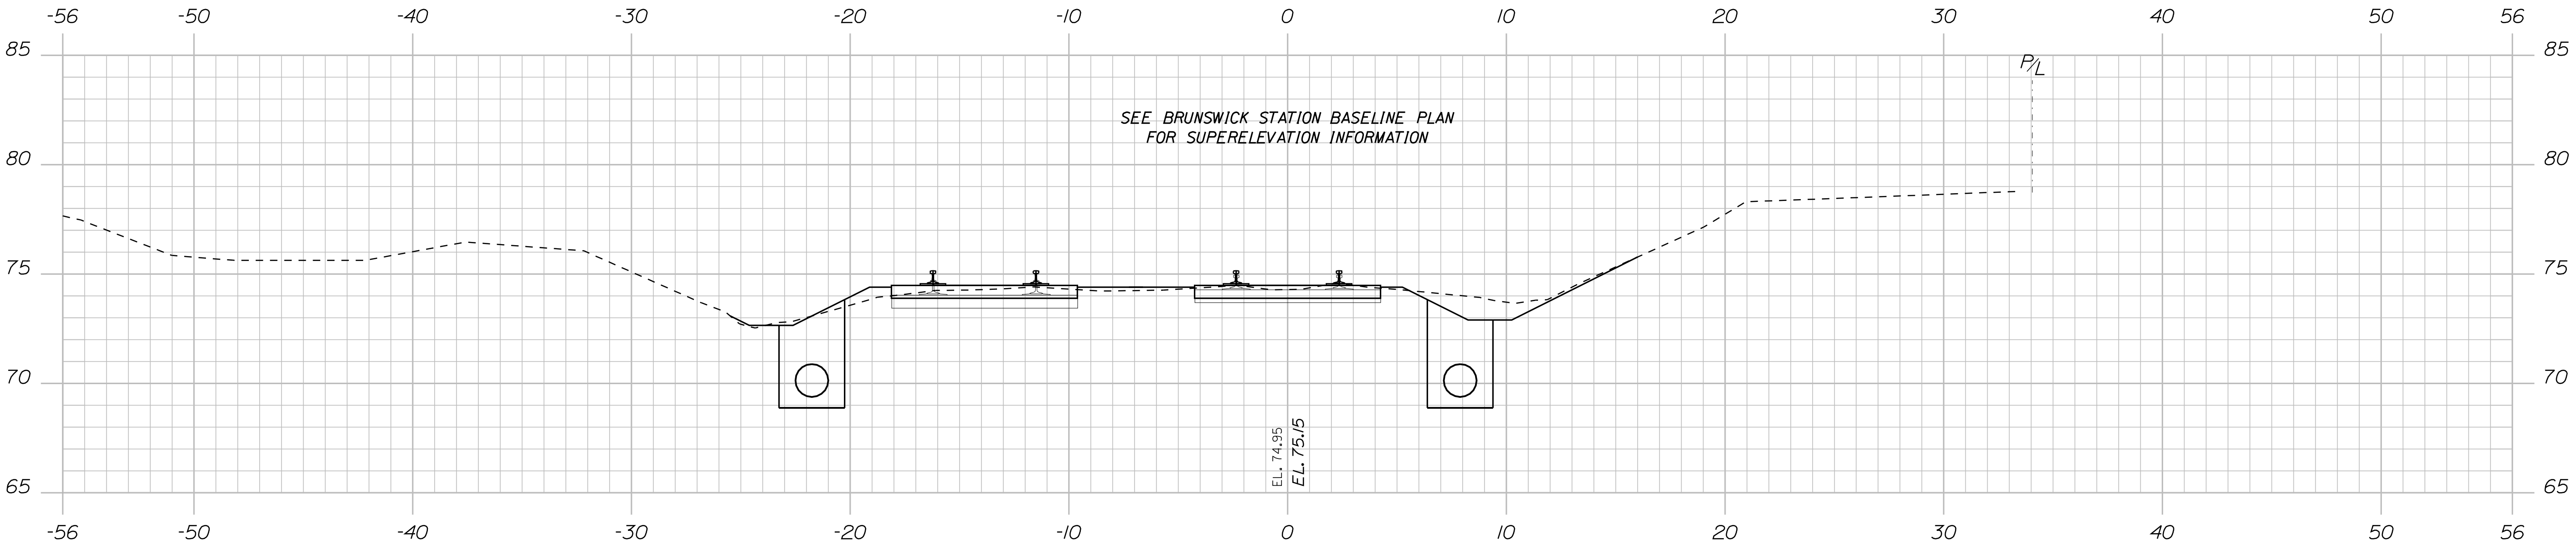 -56 -50 -40 -30 -20 -10 0 10 20 30 40 50 56
85 85
P/L
SEE BRUNSWICK STATION BASELINE PLAN
FOR SUPERELEVATION INFORMATION
80 80
75 75
70 70
EL. 74.95
EL. 75.15
65 65
-56 -50 -40 -30 -20 -10 0 10 20 30 40 50 56